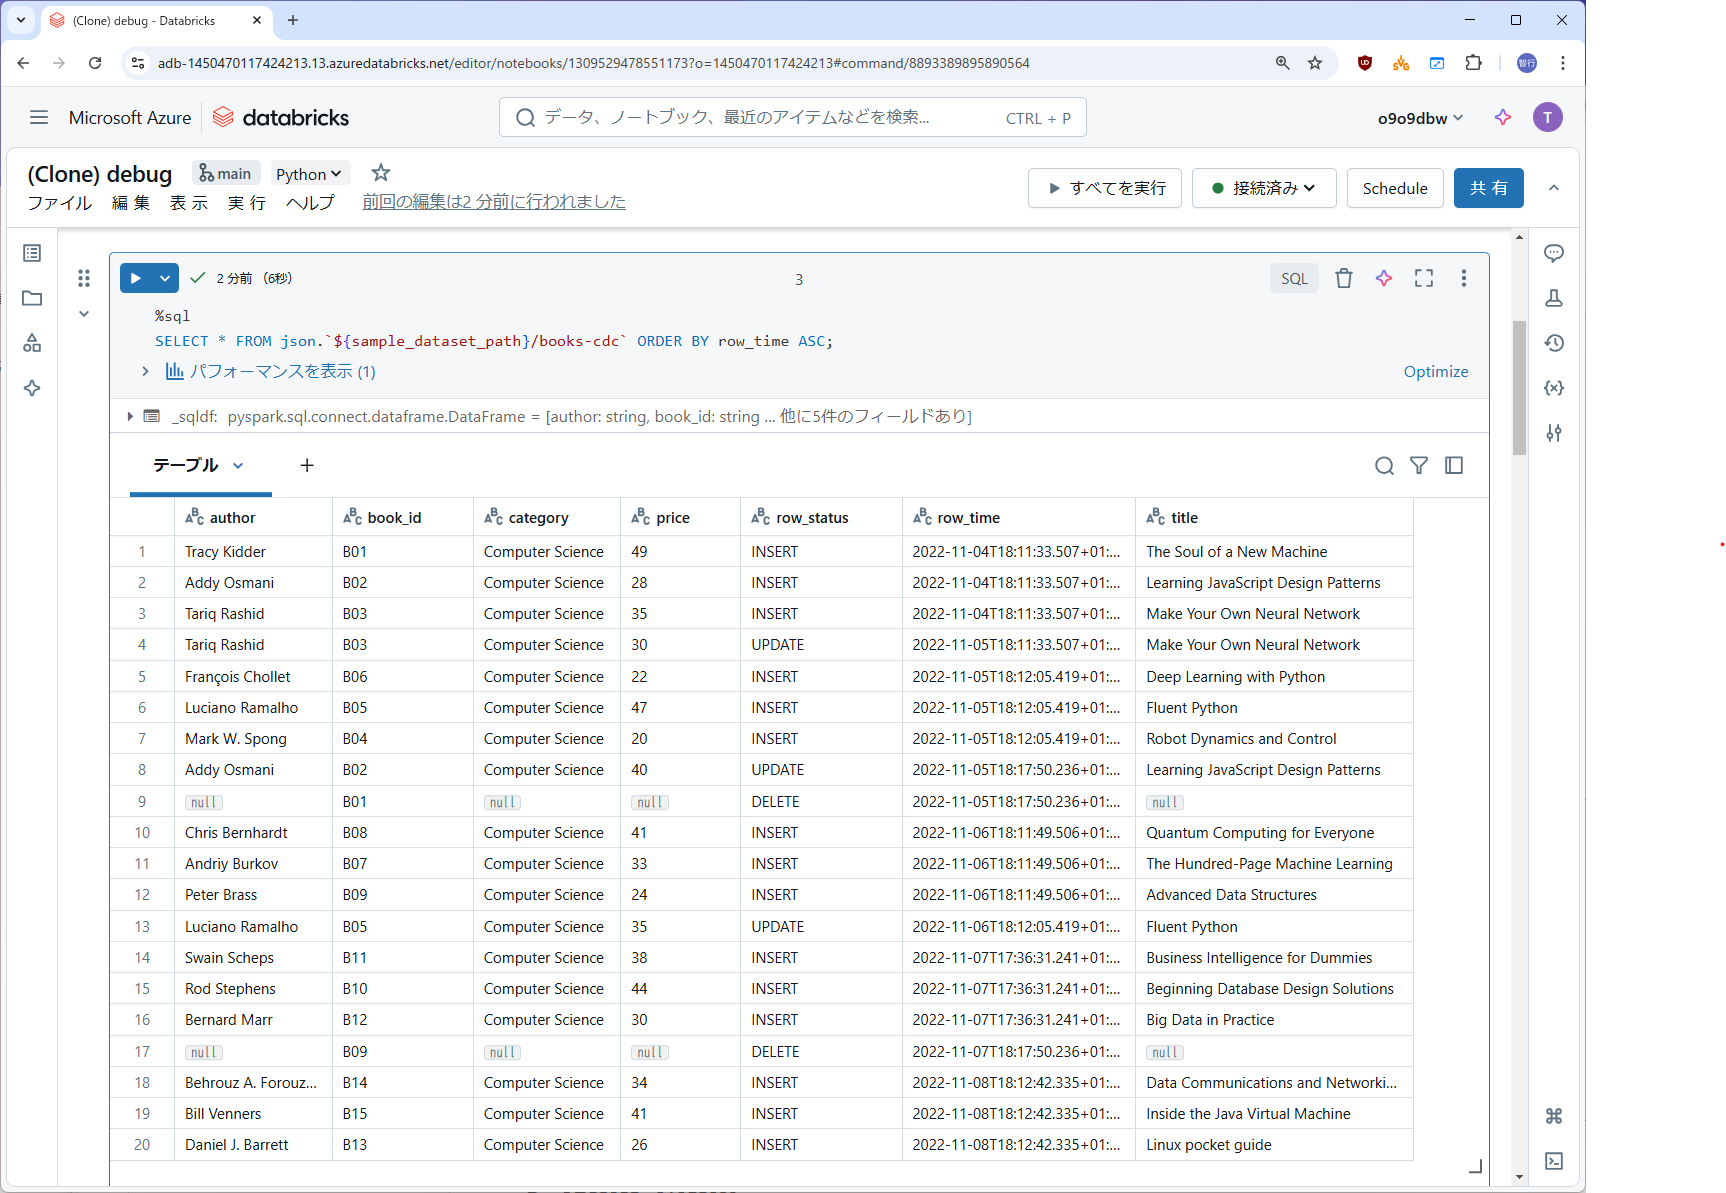 (Clone) debug - Databricks
adb-1450470117424213.13.azuredatabricks.net/editor/notebooks/1309529478551173?o=1450470117424213#command/8893389895890564
智行
Microsoft Azure databricks データ、ノートブック、最近のアイテムなどを検索... CTRL + P o9o9dbw T
(Clone) debug main Python
ファイル 編集 表示 実行 ヘルプ 前回の編集は2 分前に行われました
すべてを実行 接続済み Schedule 共有
2 分前 (6秒) 3 SQL
%sql
SELECT * FROM json.`${sample_dataset_path}/books-cdc` ORDER BY row_time ASC;
パフォーマンスを表示 (1) Optimize
_sqldf: pyspark.sql.connect.dataframe.DataFrame = [author: string, book_id: string ... 他に5件のフィールドあり]
テーブル +
author book_id category price row_status row_time title
1 Tracy Kidder B01 Computer Science 49 INSERT 2022-11-04T18:11:33.507+01:... The Soul of a New Machine
2 Addy Osmani B02 Computer Science 28 INSERT 2022-11-04T18:11:33.507+01:... Learning JavaScript Design Patterns
3 Tariq Rashid B03 Computer Science 35 INSERT 2022-11-04T18:11:33.507+01:... Make Your Own Neural Network
4 Tariq Rashid B03 Computer Science 30 UPDATE 2022-11-05T18:11:33.507+01:... Make Your Own Neural Network
5 François Chollet B06 Computer Science 22 INSERT 2022-11-05T18:12:05.419+01:... Deep Learning with Python
6 Luciano Ramalho B05 Computer Science 47 INSERT 2022-11-05T18:12:05.419+01:... Fluent Python
7 Mark W. Spong B04 Computer Science 20 INSERT 2022-11-05T18:12:05.419+01:... Robot Dynamics and Control
8 Addy Osmani B02 Computer Science 40 UPDATE 2022-11-05T18:17:50.236+01:... Learning JavaScript Design Patterns
9 null B01 null null DELETE 2022-11-05T18:17:50.236+01:... null
10 Chris Bernhardt B08 Computer Science 41 INSERT 2022-11-06T18:11:49.506+01:... Quantum Computing for Everyone
11 Andriy Burkov B07 Computer Science 33 INSERT 2022-11-06T18:11:49.506+01:... The Hundred-Page Machine Learning
12 Peter Brass B09 Computer Science 24 INSERT 2022-11-06T18:11:49.506+01:... Advanced Data Structures
13 Luciano Ramalho B05 Computer Science 35 UPDATE 2022-11-06T18:12:05.419+01:... Fluent Python
14 Swain Scheps B11 Computer Science 38 INSERT 2022-11-07T17:36:31.241+01:... Business Intelligence for Dummies
15 Rod Stephens B10 Computer Science 44 INSERT 2022-11-07T17:36:31.241+01:... Beginning Database Design Solutions
16 Bernard Marr B12 Computer Science 30 INSERT 2022-11-07T17:36:31.241+01:... Big Data in Practice
17 null B09 null null DELETE 2022-11-07T18:17:50.236+01:... null
18 Behrouz A. Forouz... B14 Computer Science 34 INSERT 2022-11-08T18:12:42.335+01:... Data Communications and Networki...
19 Bill Venners B15 Computer Science 41 INSERT 2022-11-08T18:12:42.335+01:... Inside the Java Virtual Machine
20 Daniel J. Barrett B13 Computer Science 26 INSERT 2022-11-08T18:12:42.335+01:... Linux pocket guide